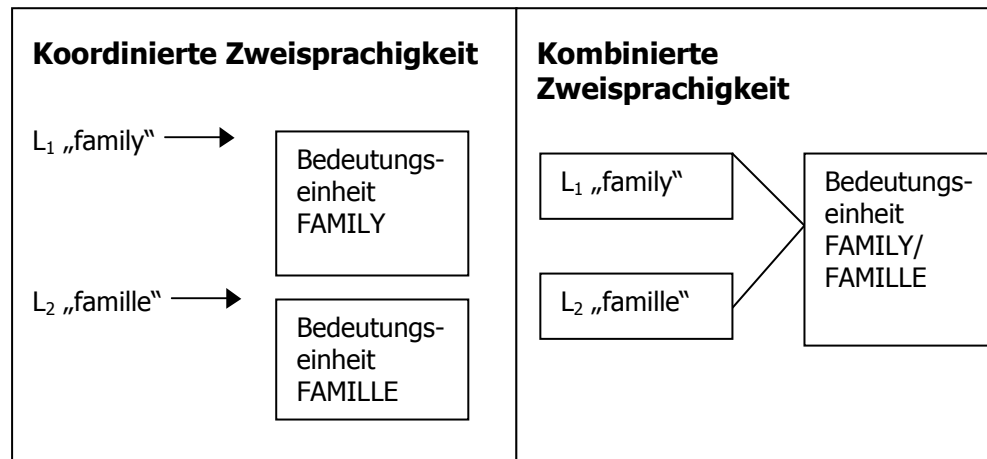 Koordinierte Zweisprachigkeit
L₁ „family“
Bedeutungs-
einheit
FAMILY
L₂ „famille“
Bedeutungs-
einheit
FAMILLE
Kombinierte
Zweisprachigkeit
L₁ „family“
L₂ „famille“
Bedeutungs-
einheit
FAMILY/
FAMILLE